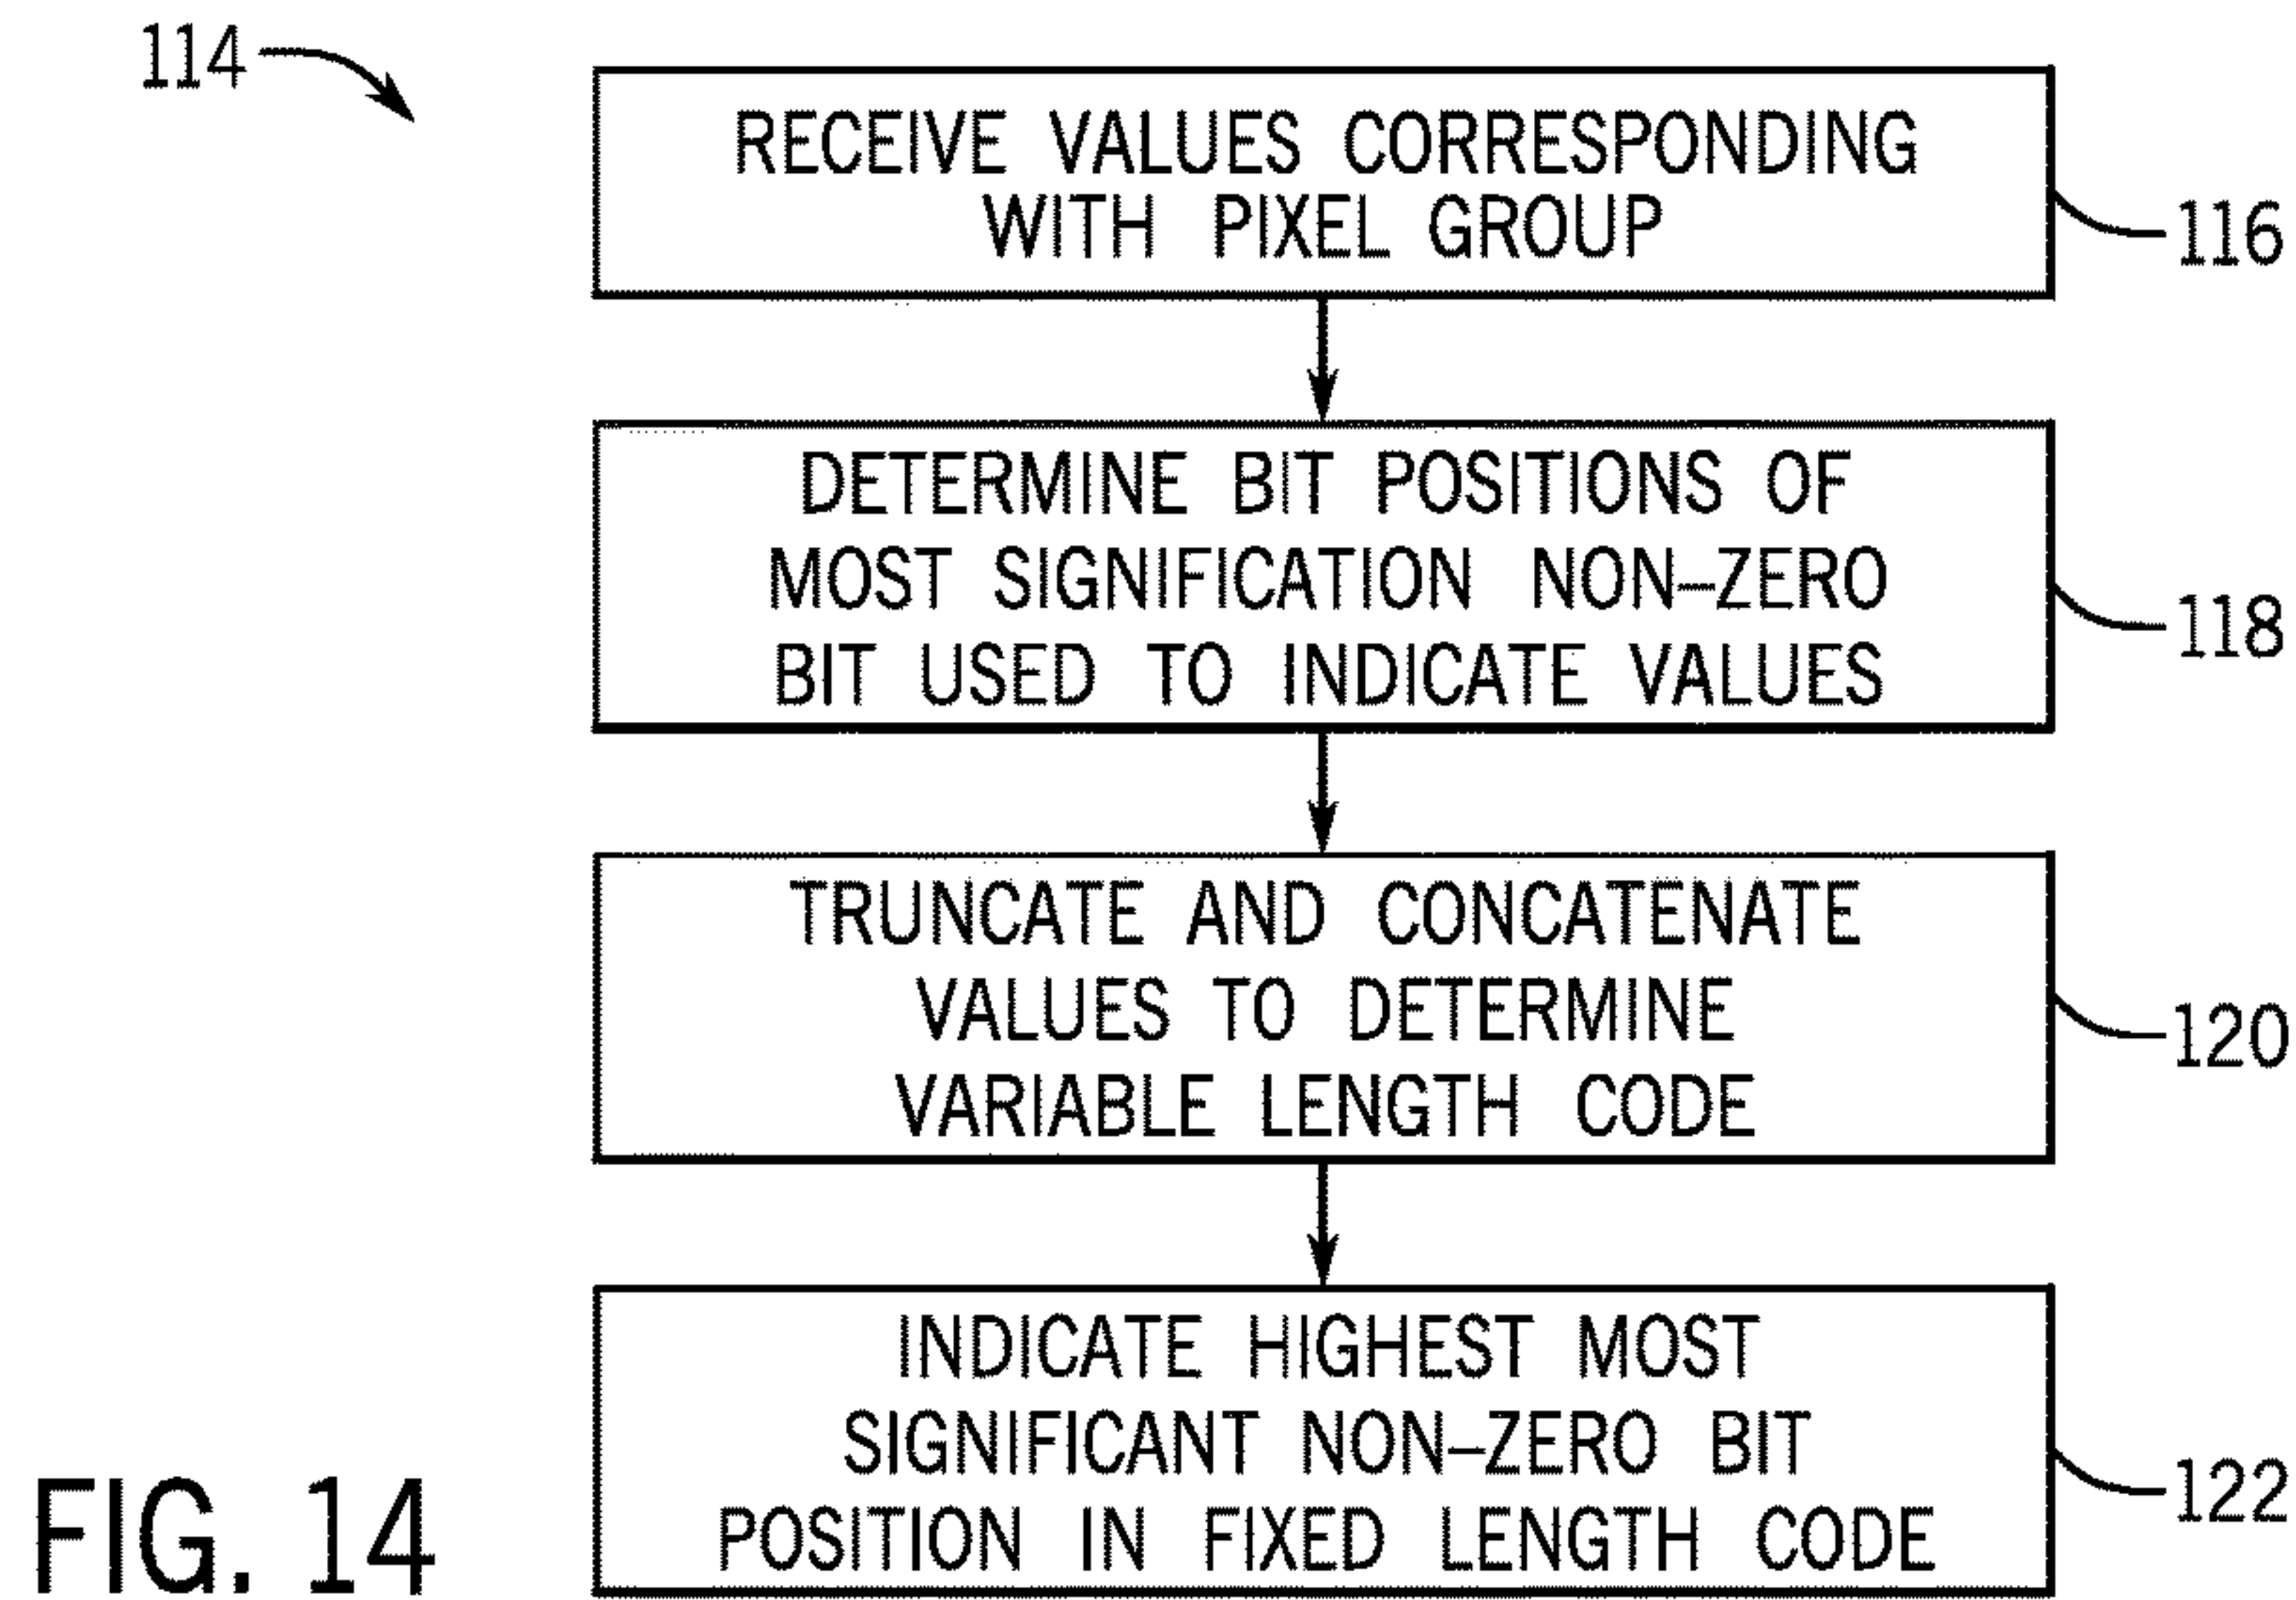 114
RECEIVE VALUES CORRESPONDING
WITH PIXEL GROUP
116
DETERMINE BIT POSITIONS OF
MOST SIGNIFICATION NON-ZERO
BIT USED TO INDICATE VALUES
118
TRUNCATE AND CONCATENATE
VALUES TO DETERMINE
VARIABLE LENGTH CODE
120
INDICATE HIGHEST MOST
SIGNIFICANT NON-ZERO BIT
POSITION IN FIXED LENGTH CODE
122
FIG. 14